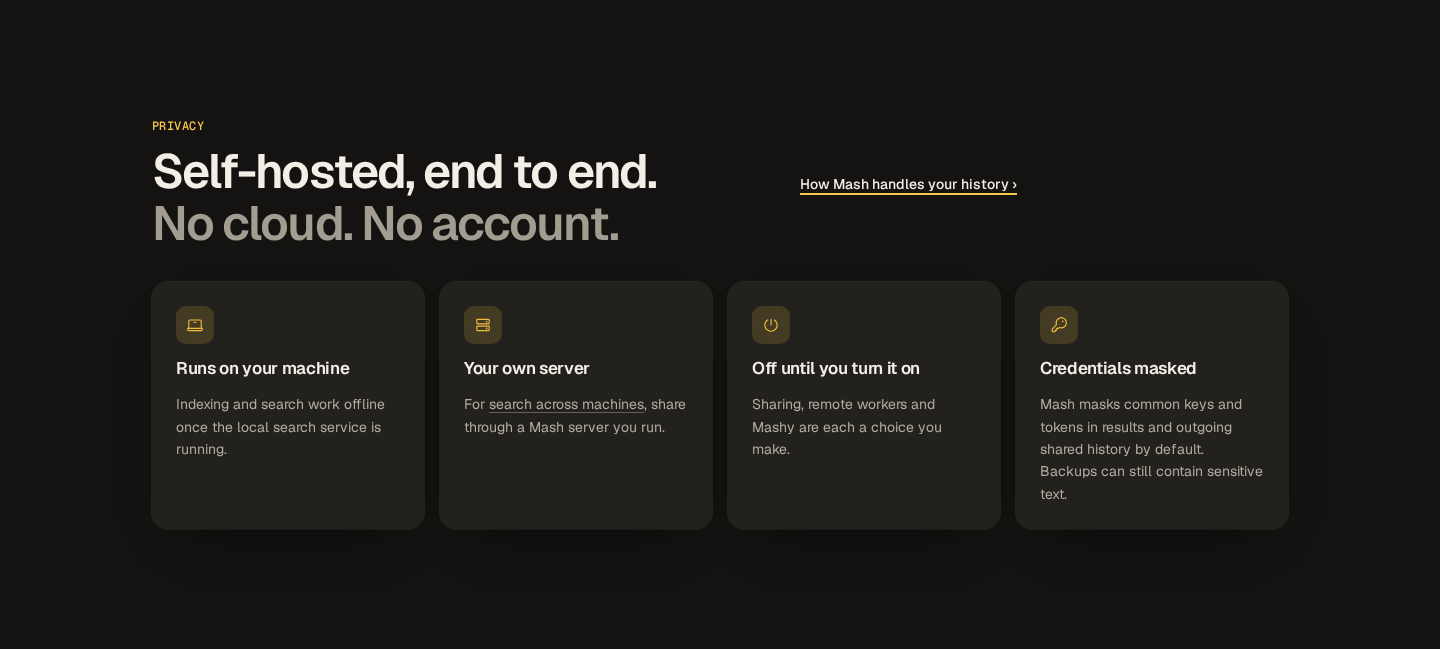 PRIVACY
Self-hosted, end to end.
No cloud. No account.
How Mash handles your history ›
Runs on your machine
Indexing and search work offline
once the local search service is
running.
Your own server
For search across machines, share
through a Mash server you run.
Off until you turn it on
Sharing, remote workers and
Mashy are each a choice you
make.
Credentials masked
Mash masks common keys and
tokens in results and outgoing
shared history by default.
Backups can still contain sensitive
text.